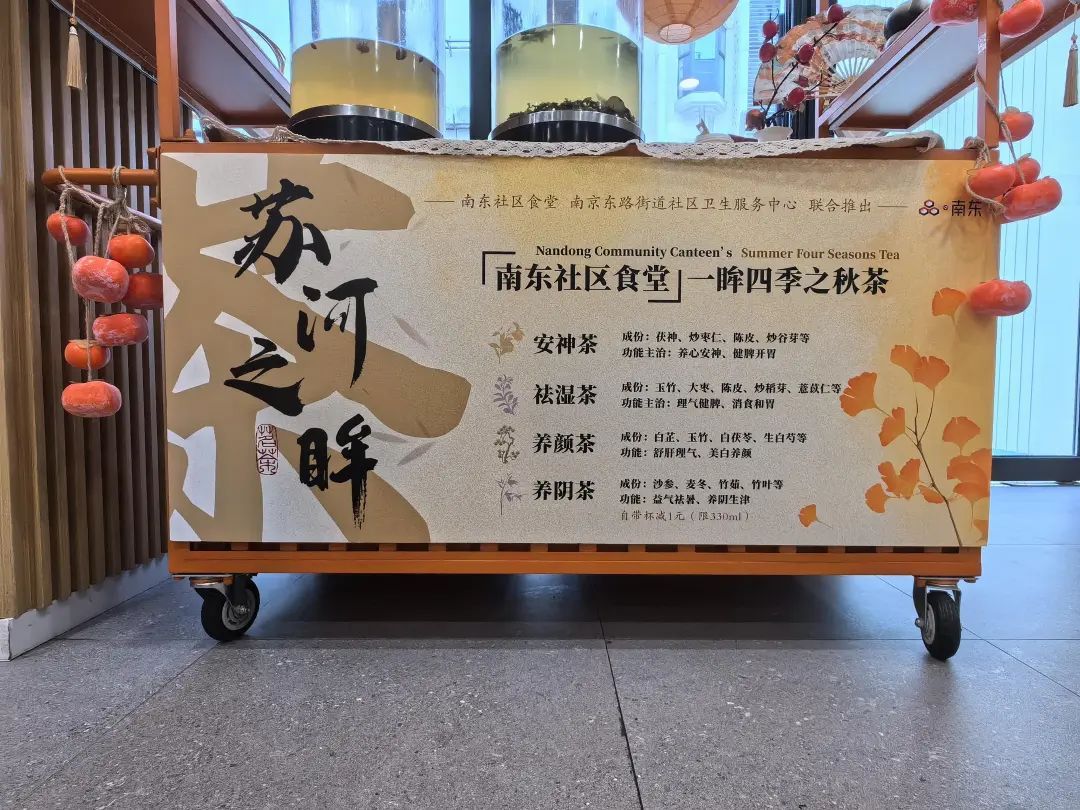 苏河之眸
茗茶
南东社区食堂 南京东路街道社区卫生服务中心 联合推出
南东
Nandong Community Canteen's Summer Four Seasons Tea
「南东社区食堂」一眸四季之秋茶
安神茶
成份：茯神、炒枣仁、陈皮、炒谷芽等
功能主治：养心安神、健脾开胃
祛湿茶
成份：玉竹、大枣、陈皮、炒稻芽、薏苡仁等
功能主治：理气健脾、消食和胃
养颜茶
成份：白芷、玉竹、白茯苓、生白芍等
功能：舒肝理气、美白养颜
养阴茶
成份：沙参、麦冬、竹茹、竹叶等
功能：益气祛暑、养阴生津
自带杯减1元（限330ml）